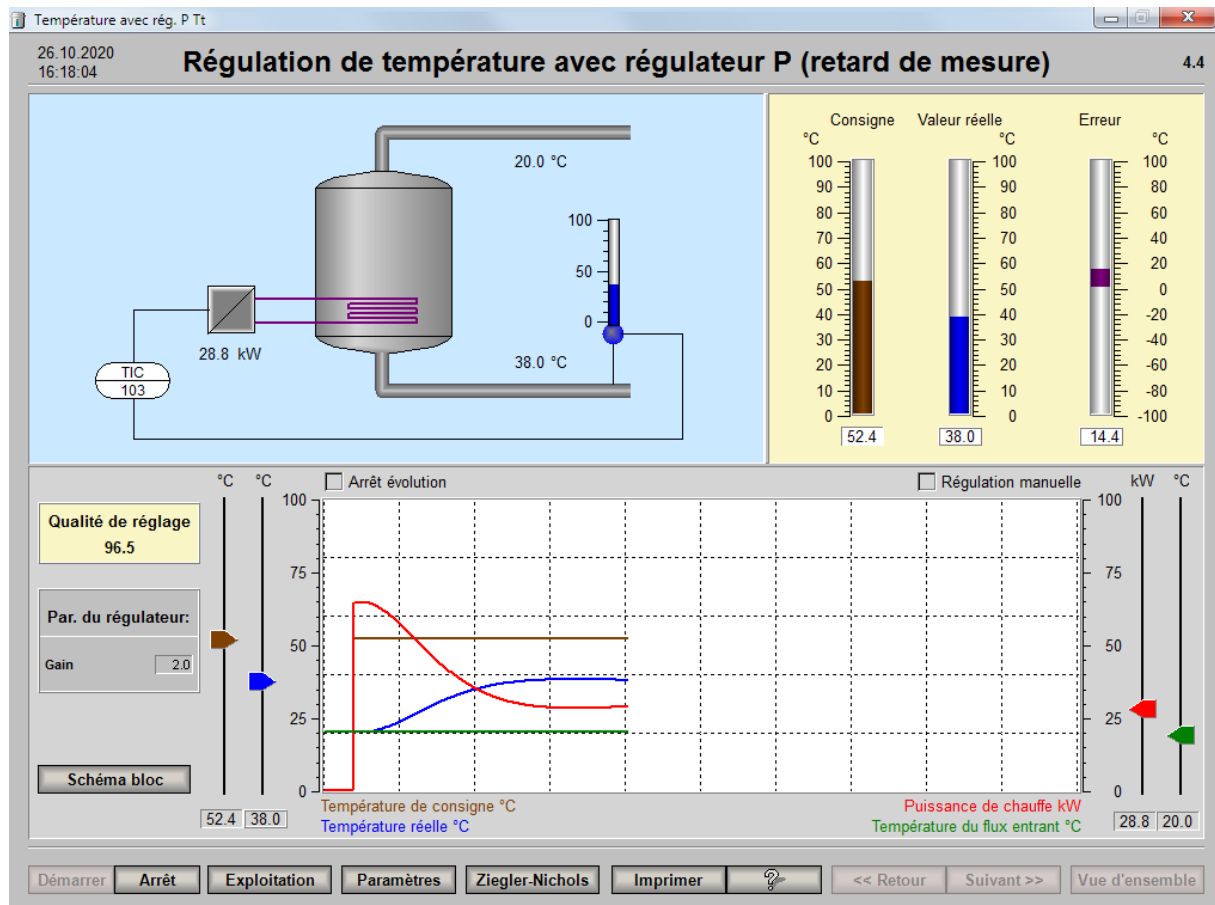 Température avec rég. P Tt
26.10.2020
16:18:04
Régulation de température avec régulateur P (retard de mesure)
4.4
20.0 °C
100
50
0
28.8 kW
38.0 °C
TIC
103
Consigne Valeur réelle Erreur
°C °C °C
100 100 100
90 90 80
80 80 60
70 70 40
60 60 20
50 50 0
40 40 -20
30 30 -40
20 20 -60
10 10 -80
0 0 -100
52.4 38.0 14.4
°C °C
Arrêt évolution
Régulation manuelle
kW °C
Qualité de réglage
96.5
Par. du régulateur:
Gain 2.0
Schéma bloc
100 100
75 75
50 50
25 25
0 0
52.4 38.0
Température de consigne °C
Température réelle °C
Puissance de chauffe kW
Température du flux entrant °C
28.8 20.0
Démarrer Arrêt Exploitation Paramètres Ziegler-Nichols Imprimer ? << Retour Suivant >> Vue d'ensemble